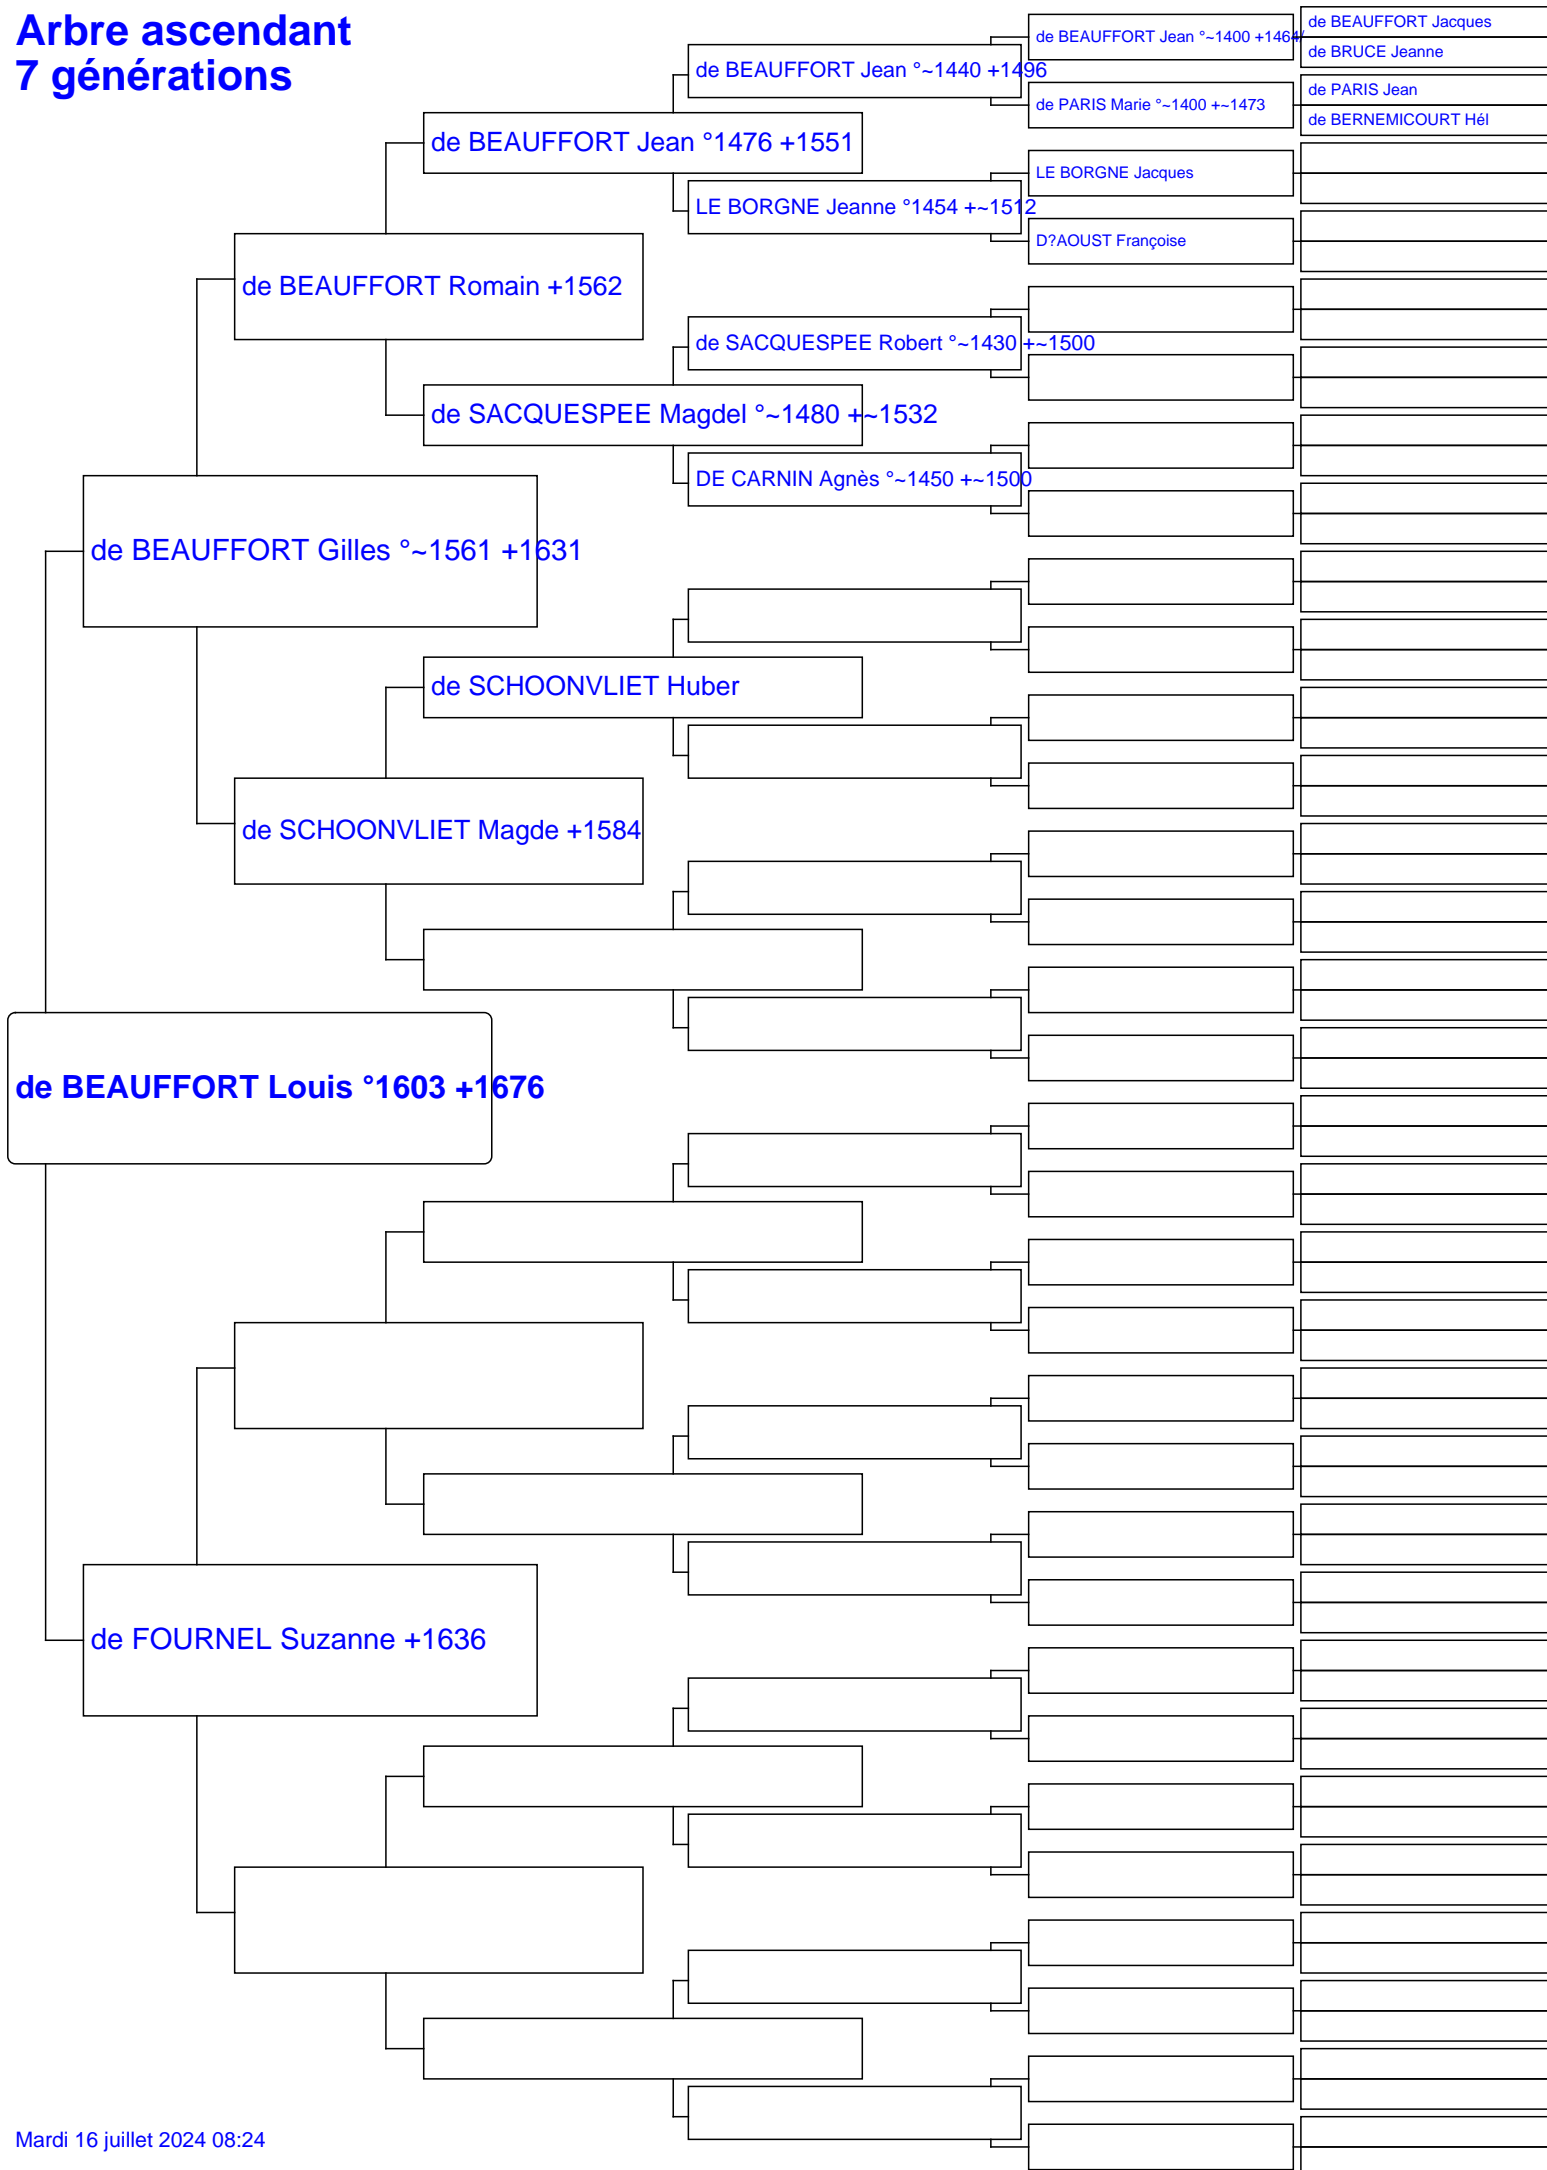 Arbre ascendant
7 générations
de BEAUFFORT Jacques
de BEAUFFORT Jean °~1400 +1464/
de BRUCE Jeanne
de BEAUFFORT Jean °~1440 +1496
de PARIS Jean
de PARIS Marie °~1400 +~1473
de BERNEMICOURT Hél
de BEAUFFORT Jean °1476 +1551
LE BORGNE Jacques
LE BORGNE Jeanne °1454 +~1512
D?AOUST Françoise
de BEAUFFORT Romain +1562
de SACQUESPEE Robert °~1430 +~1500
de SACQUESPEE Magdel °~1480 +~1532
DE CARNIN Agnès °~1450 +~1500
de BEAUFFORT Gilles °~1561 +1631
de SCHOONVLIET Huber
de SCHOONVLIET Magde +1584
de BEAUFFORT Louis °1603 +1676
de FOURNEL Suzanne +1636
Mardi 16 juillet 2024 08:24